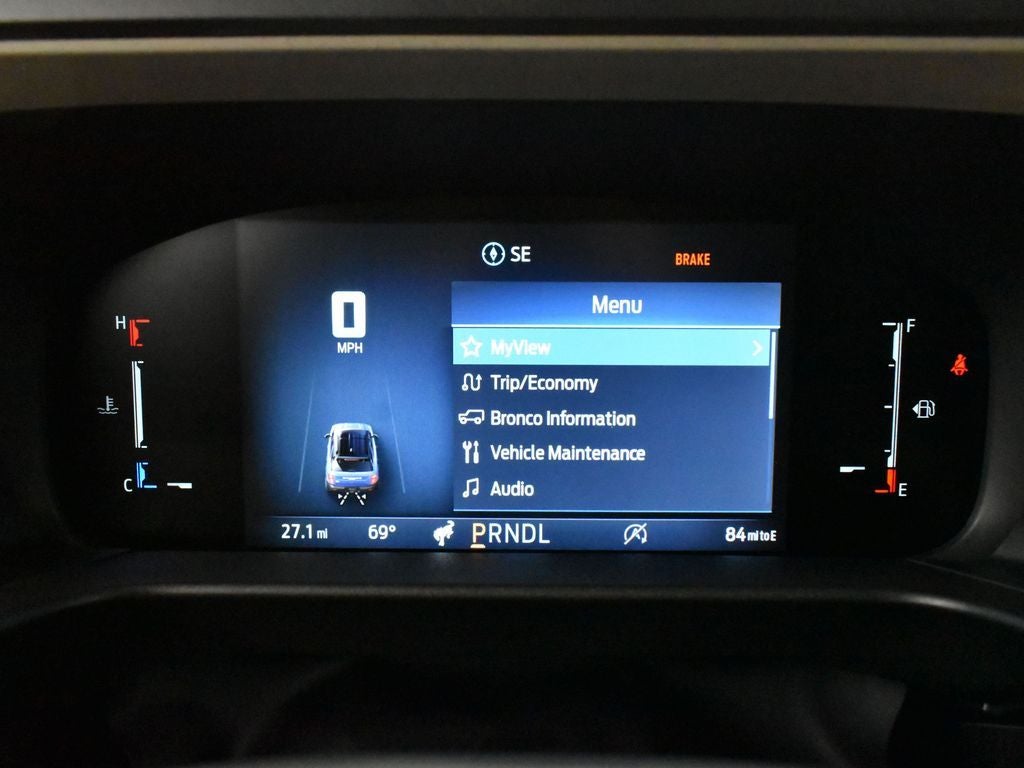 SE
BRAKE
H
C
0
MPH
Menu
MyView
Trip/Economy
Bronco Information
Vehicle Maintenance
Audio
F
E
27.1 mi 69° PRNDL 84 mi to E